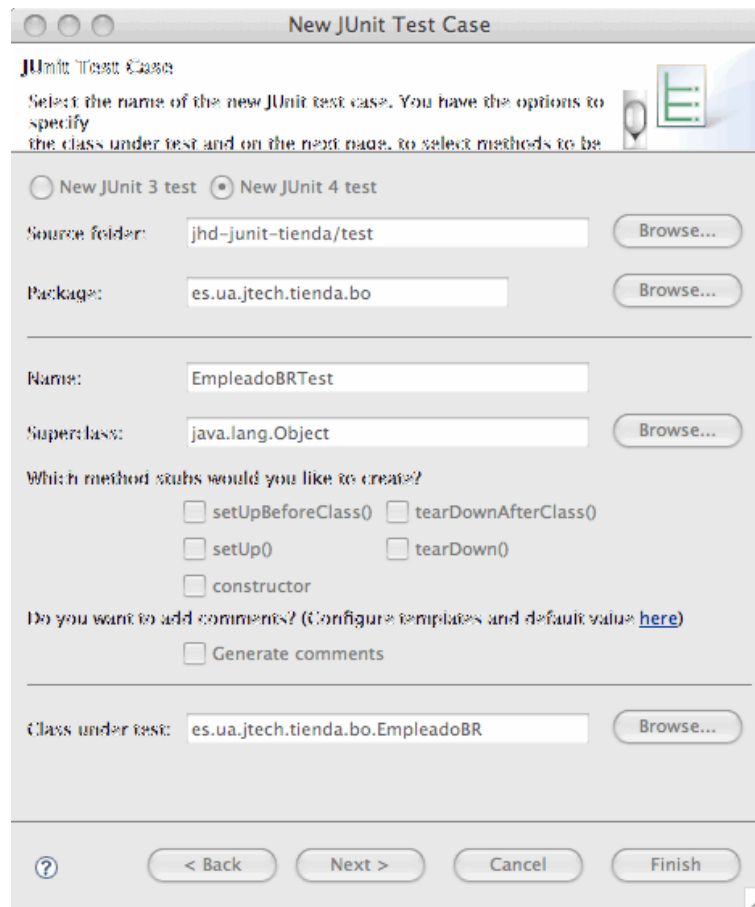 New JUnit Test Case
JUnit Test Case
Select the name of the new JUnit test case. You have the options to
specify
the class under test and on the next page, to select methods to be
New JUnit 3 test New JUnit 4 test
Source folder: jhd-junit-tienda/test Browse...
Package: es.ua.jtech.tienda.bo Browse...
Name: EmpleadoBRTest
Superclass: java.lang.Object Browse...
Which method stubs would you like to create?
setUpBeforeClass() tearDownAfterClass()
setUp() tearDown()
constructor
Do you want to add comments? (Configure templates and default value here)
Generate comments
Class under test: es.ua.jtech.tienda.bo.EmpleadoBR Browse...
? < Back Next > Cancel Finish